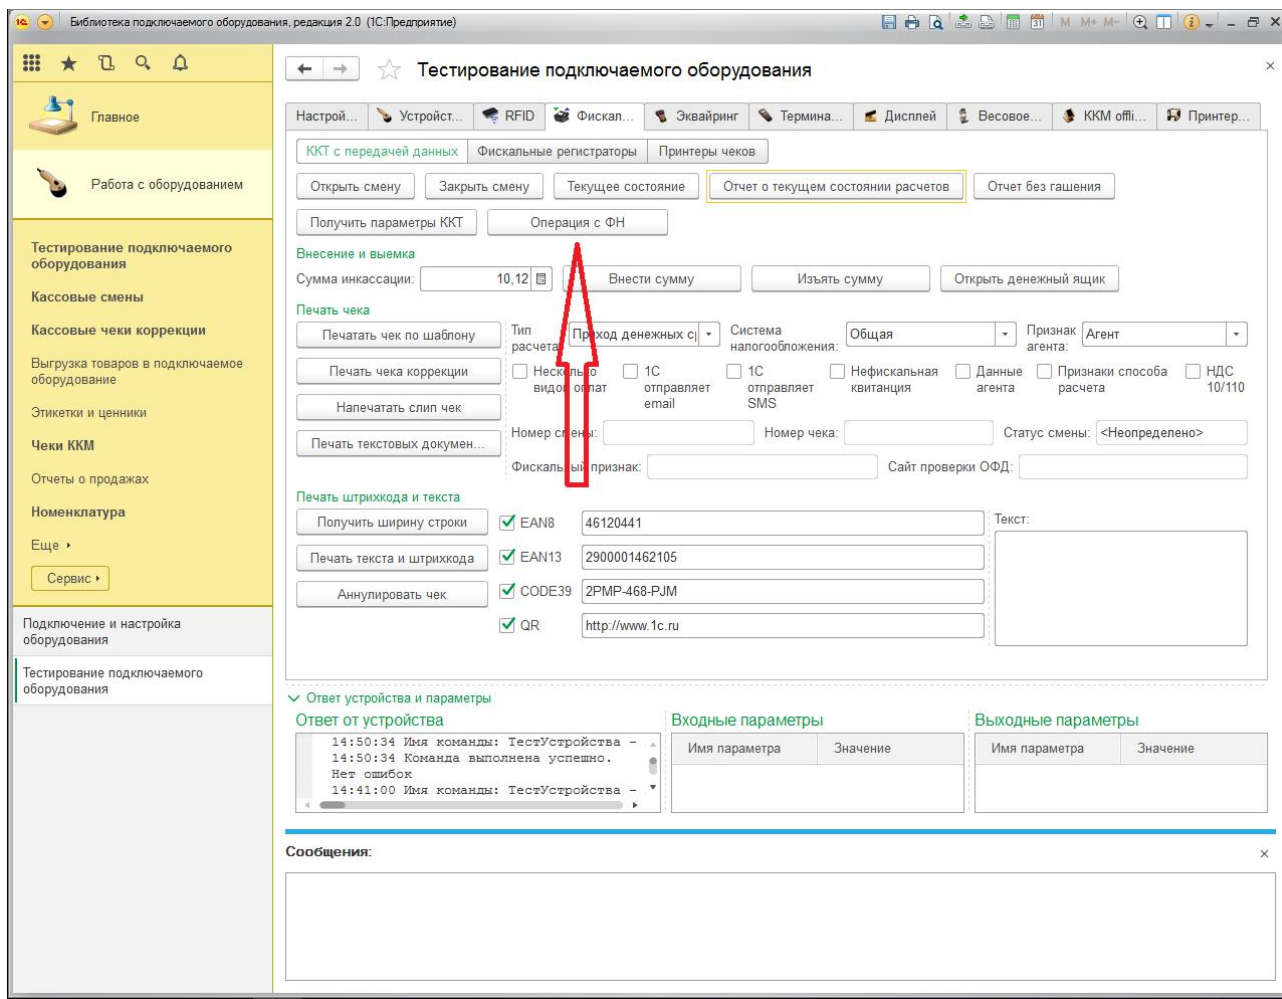 Библиотека подключаемого оборудования, редакция 2.0 (1С:Предприятие)
M M+ M-
Главное
Работа с оборудованием
Тестирование подключаемого
оборудования
Кассовые смены
Кассовые чеки коррекции
Выгрузка товаров в подключаемое
оборудование
Этикетки и ценники
Чеки ККМ
Отчеты о продажах
Номенклатура
Еще
Сервис
Подключение и настройка
оборудования
Тестирование подключаемого
оборудования
Тестирование подключаемого оборудования
Настрой... Устройст... RFID Фискал... Эквайринг Термина... Дисплей Весовое... ККМ offli... Принтер...
ККТ с передачей данных Фискальные регистраторы Принтеры чеков
Открыть смену Закрыть смену Текущее состояние Отчет о текущем состоянии расчетов Отчет без гашения
Получить параметры ККТ Операция с ФН
Внесение и выемка
Сумма инкассации: 10,12 Внести сумму Изъять сумму Открыть денежный ящик
Печать чека
Печатать чек по шаблону
Тип
расчета
Приход денежных с
Система
налогообложения:
Общая
Признак
агента:
Агент
Печать чека коррекции
Несколько
видов оплат
1С
отправляет
email
1С
отправляет
SMS
Нефискальная
квитанция
Данные
агента
Признаки способа
расчета
НДС
10/110
Напечатать слип чек
Печать текстовых докумен...
Номер смены: Номер чека: Статус смены: <Неопределено>
Фискальный признак: Сайт проверки ОФД:
Печать штрихкода и текста
Получить ширину строки EAN8 46120441 Текст:
Печать текста и штрихкода EAN13 2900001462105
Аннулировать чек CODE39 2PMP-468-PJM
QR http://www.1c.ru
Ответ устройства и параметры
Ответ от устройства Входные параметры Выходные параметры
14:50:34 Имя команды: ТестУстройства -
14:50:34 Команда выполнена успешно.
Нет ошибок
14:41:00 Имя команды: ТестУстройства -
Имя параметра Значение
Имя параметра Значение
Сообщения: